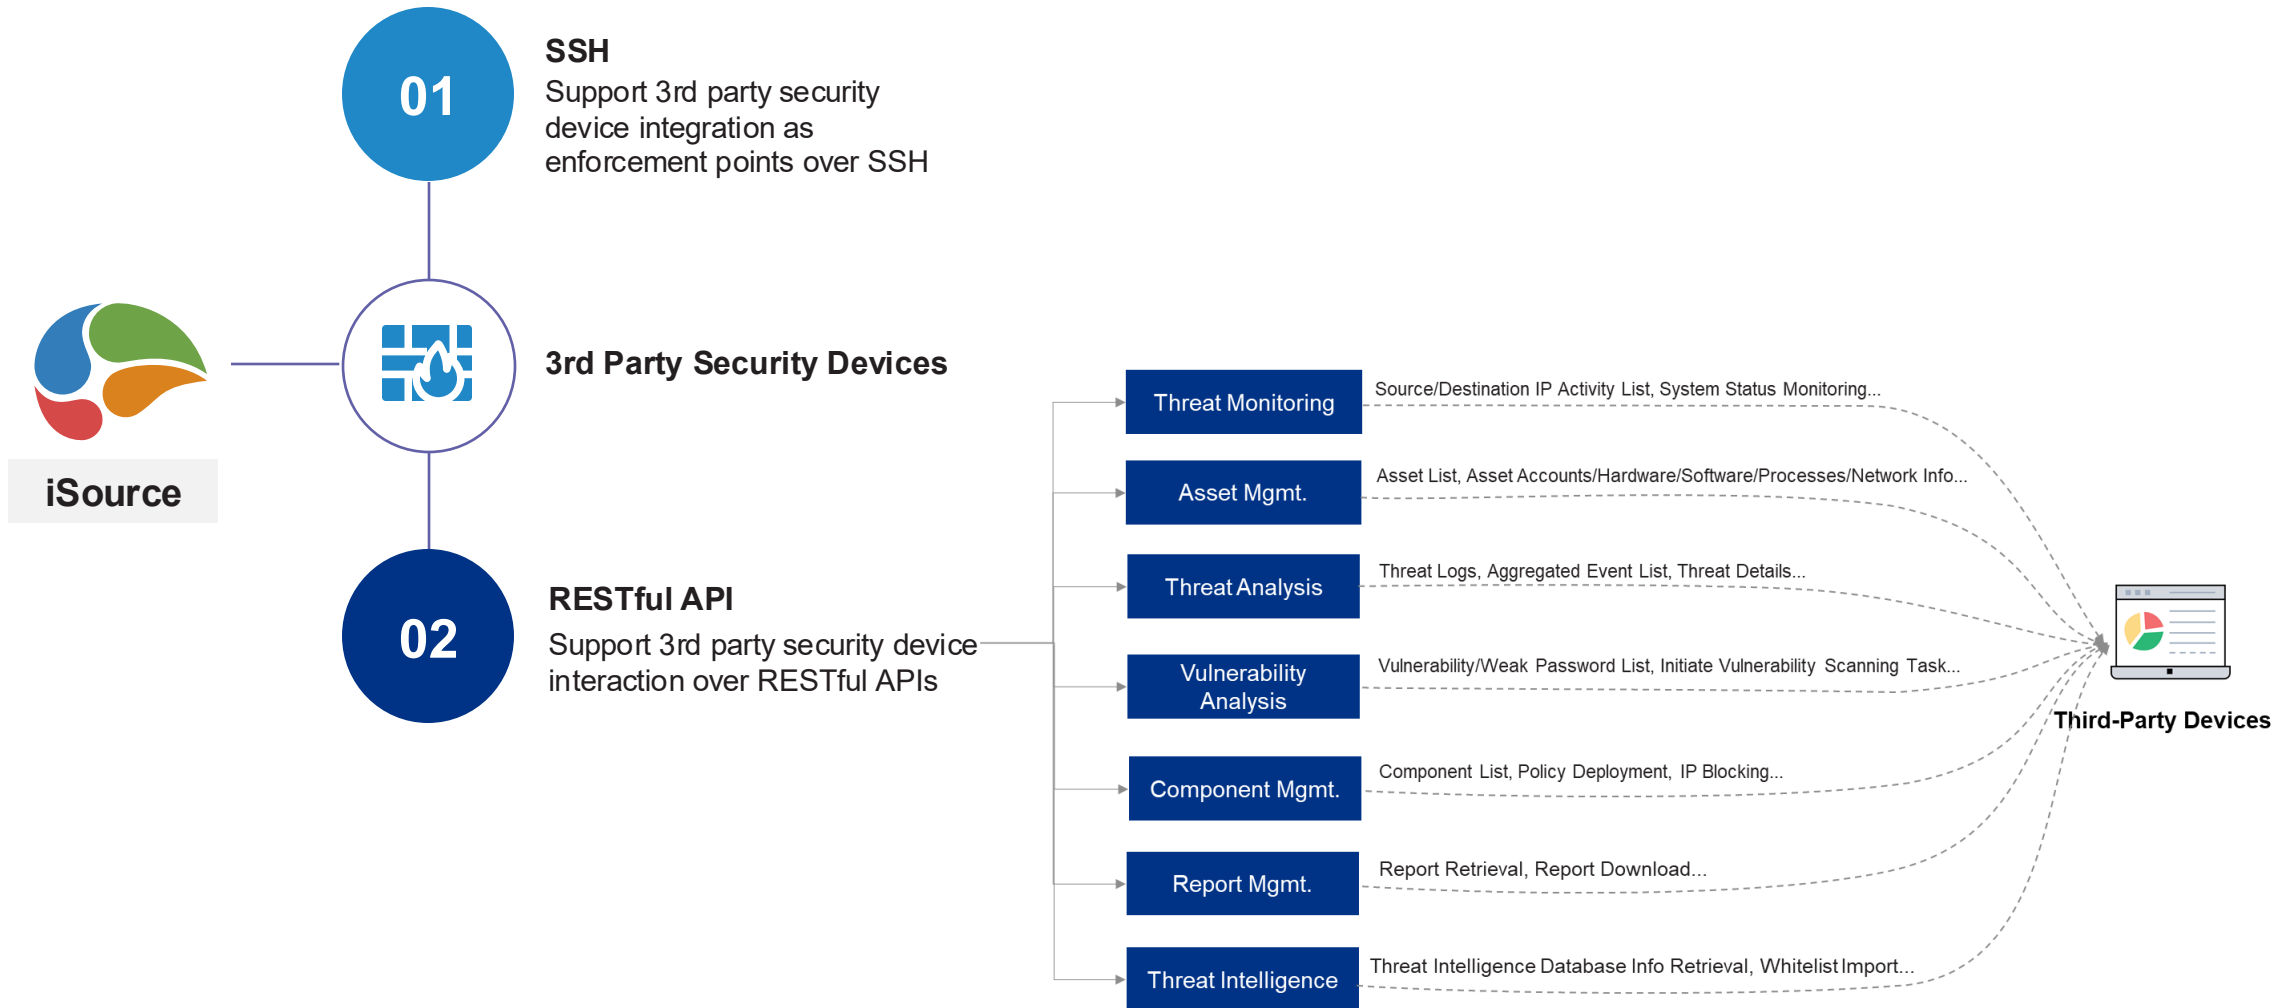 01
SSH
Support 3rd party security
device integration as
enforcement points over SSH
iSource
3rd Party Security Devices
02
RESTful API
Support 3rd party security device
interaction over RESTful APIs
Threat Monitoring
Source/Destination IP Activity List, System Status Monitoring...
Asset Mgmt.
Asset List, Asset Accounts/Hardware/Software/Processes/Network Info...
Threat Analysis
Threat Logs, Aggregated Event List, Threat Details...
Vulnerability
Analysis
Vulnerability/Weak Password List, Initiate Vulnerability Scanning Task...
Component Mgmt.
Component List, Policy Deployment, IP Blocking...
Report Mgmt.
Report Retrieval, Report Download...
Threat Intelligence
Threat Intelligence Database Info Retrieval, Whitelist Import...
Third-Party Devices